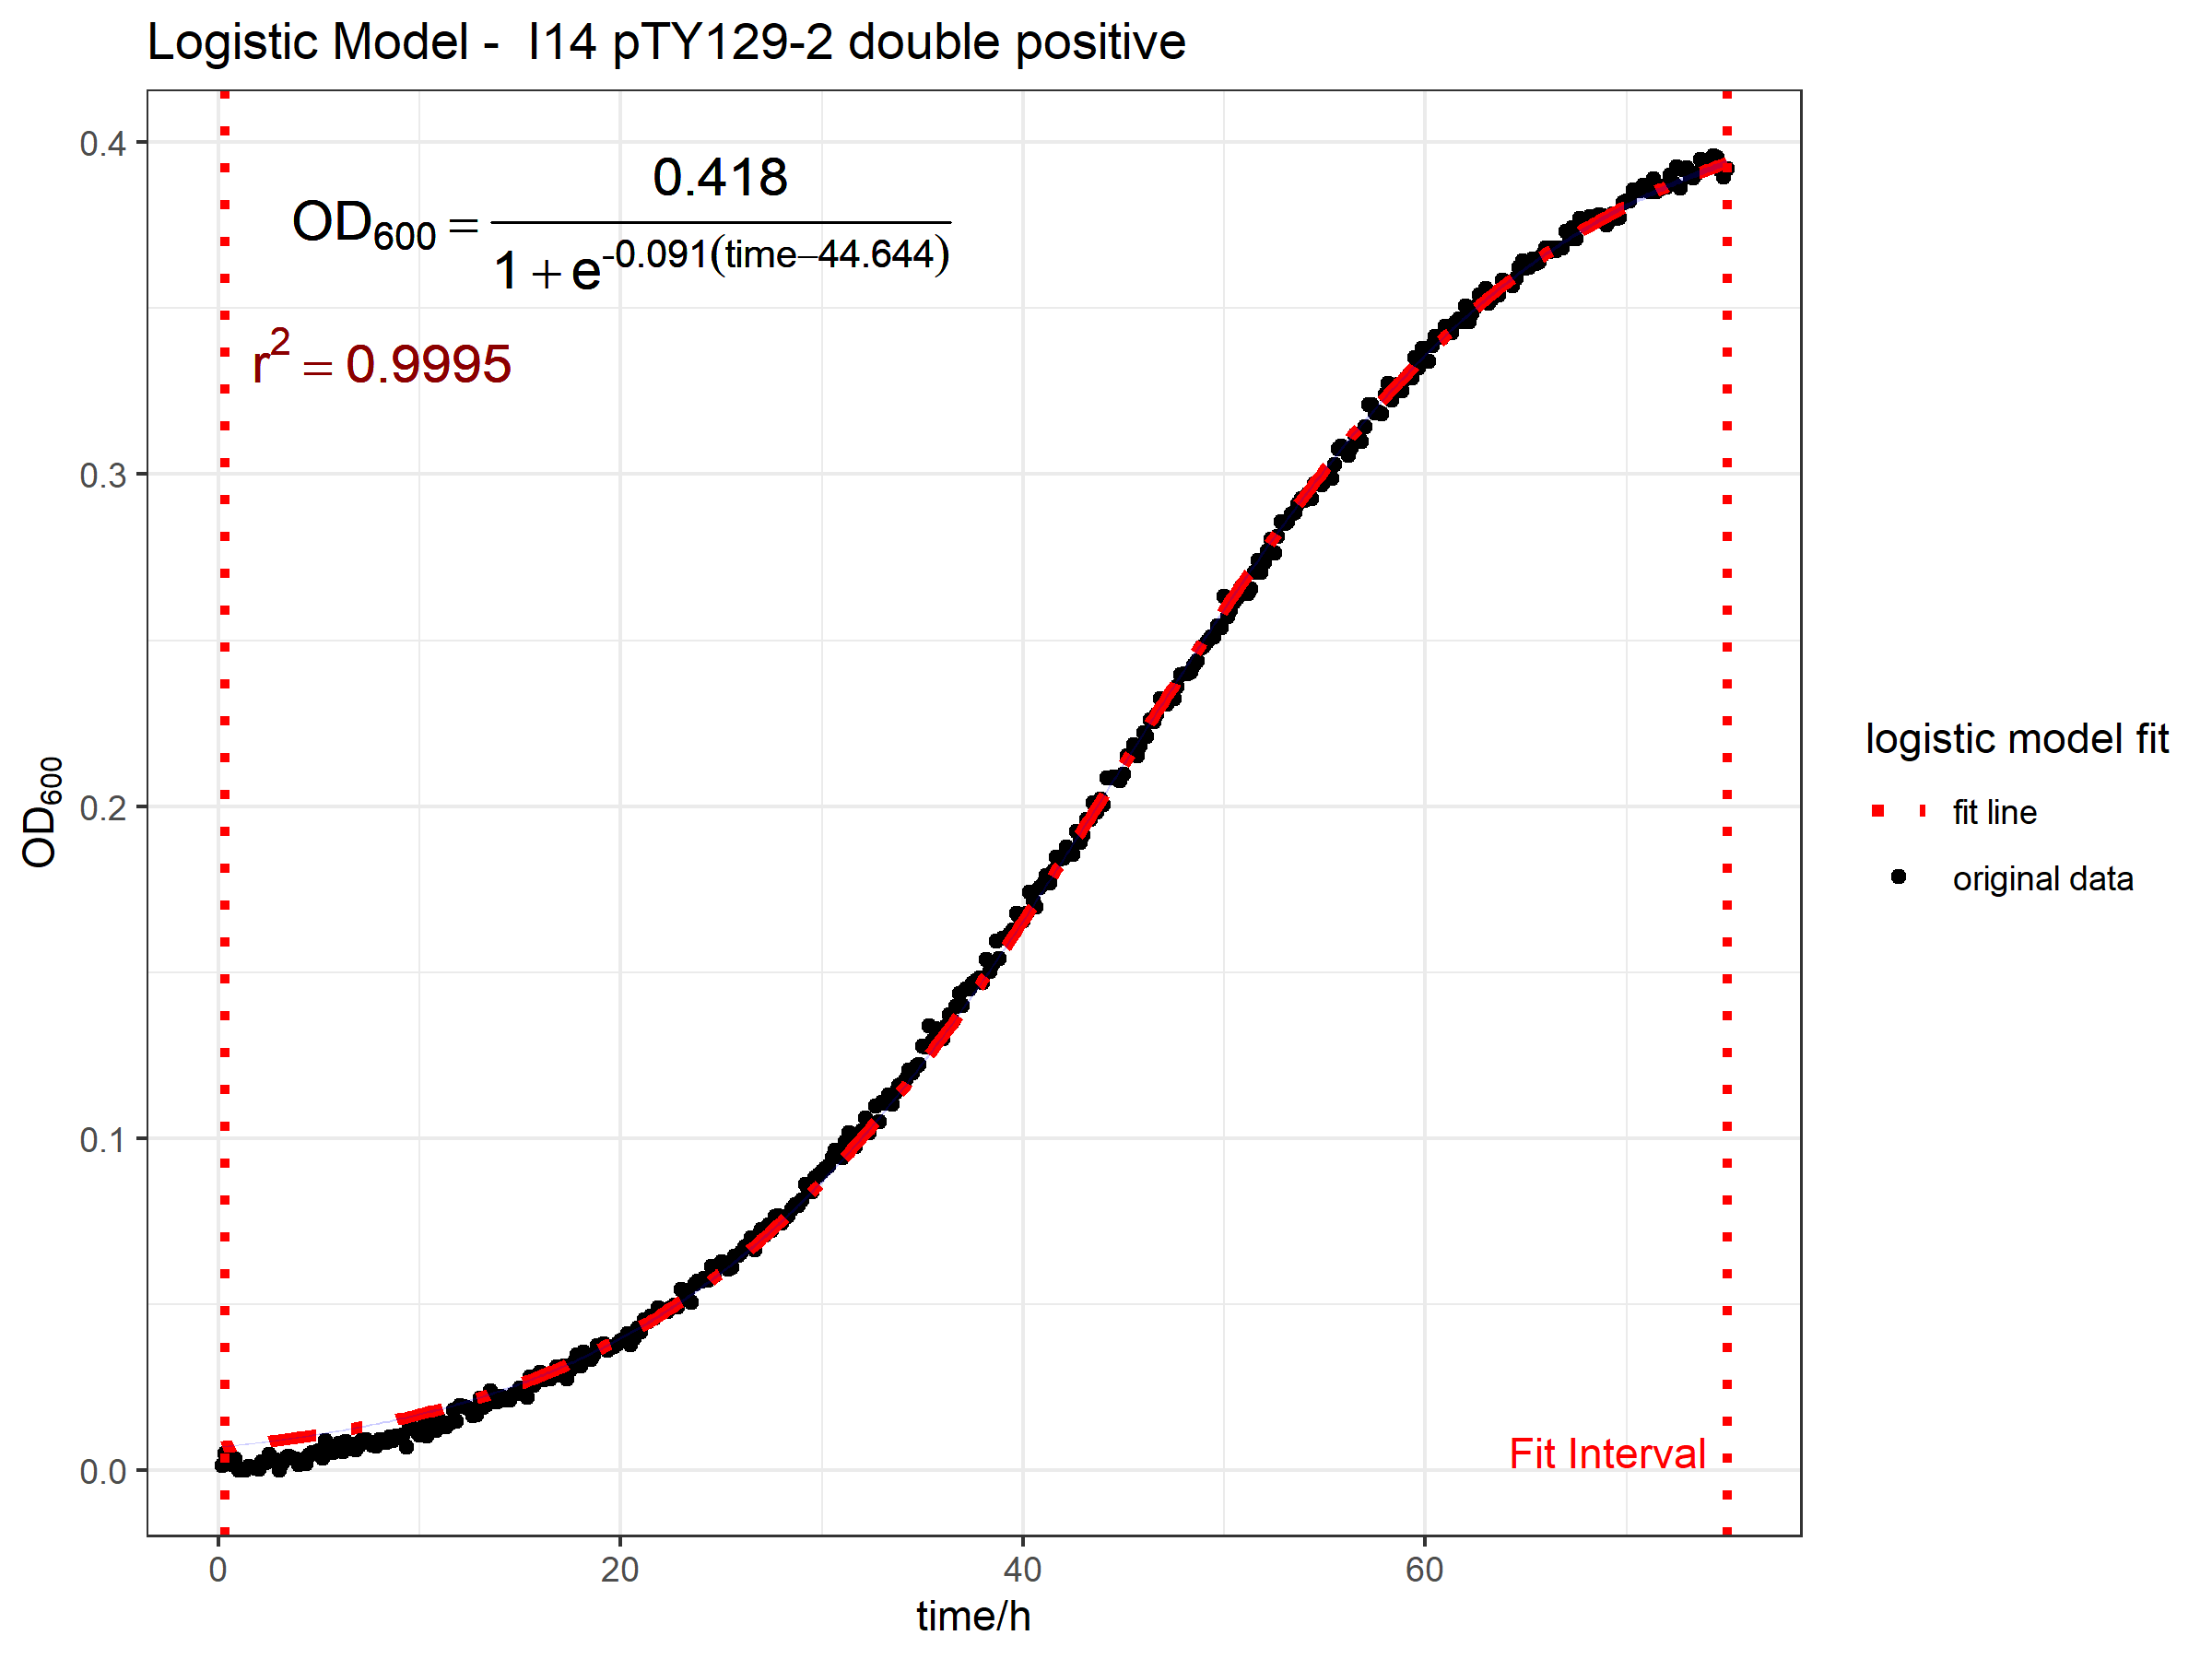 Logistic Model -  I14 pTY129-2 double positive
OD600 = 0.418 / 1 + e^-0.091(time−44.644)
r^2 = 0.9995
0.4
0.3
0.2
0.1
0.0
OD600
0
20
40
60
time/h
Fit Interval
logistic model fit
fit line
original data